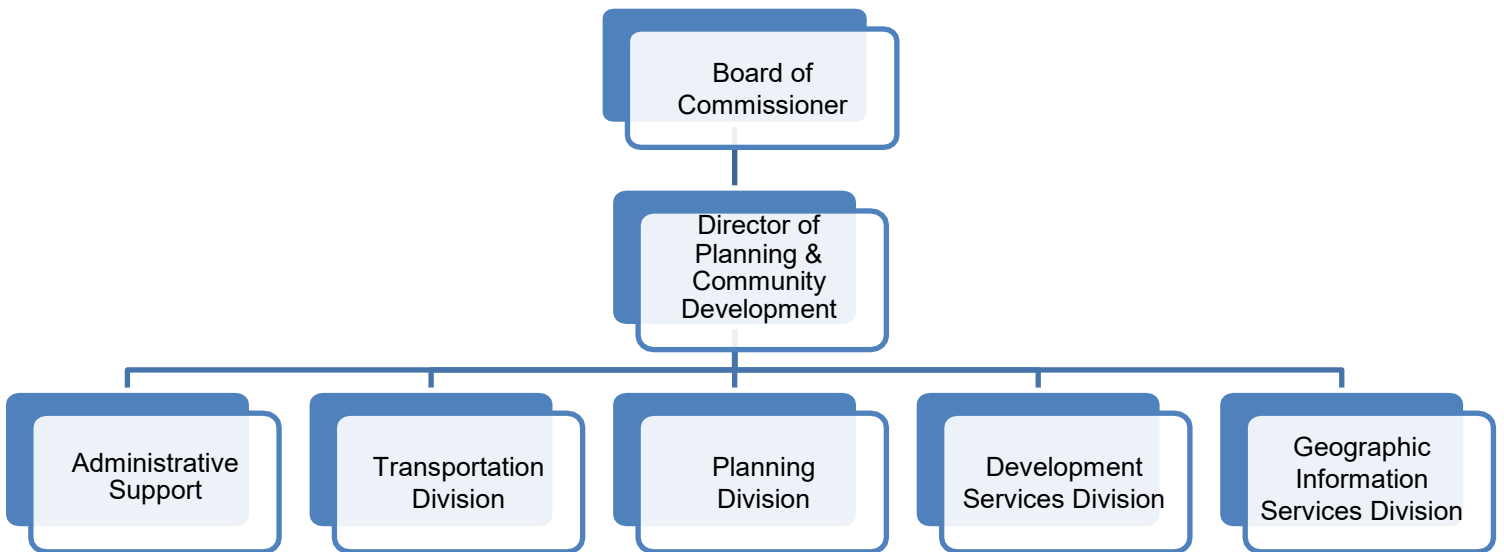 Board of
Commissioner
Director of
Planning &
Community
Development
Administrative
Support
Transportation
Division
Planning
Division
Development
Services Division
Geographic
Information
Services Division